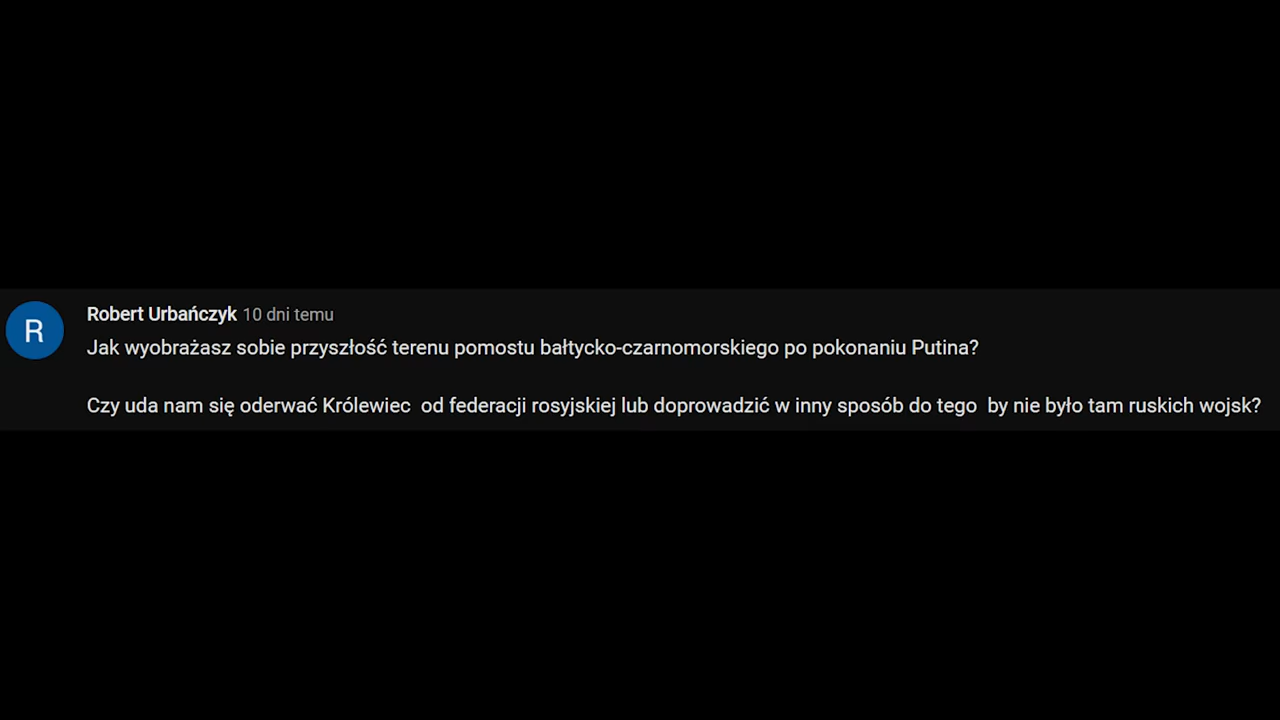 R
Robert Urbańczyk 10 dni temu
Jak wyobrażasz sobie przyszłość terenu pomostu bałtycko-czarnomorskiego po pokonaniu Putina?
Czy uda nam się oderwać Królewiec  od federacji rosyjskiej lub doprowadzić w inny sposób do tego  by nie było tam ruskich wojsk?